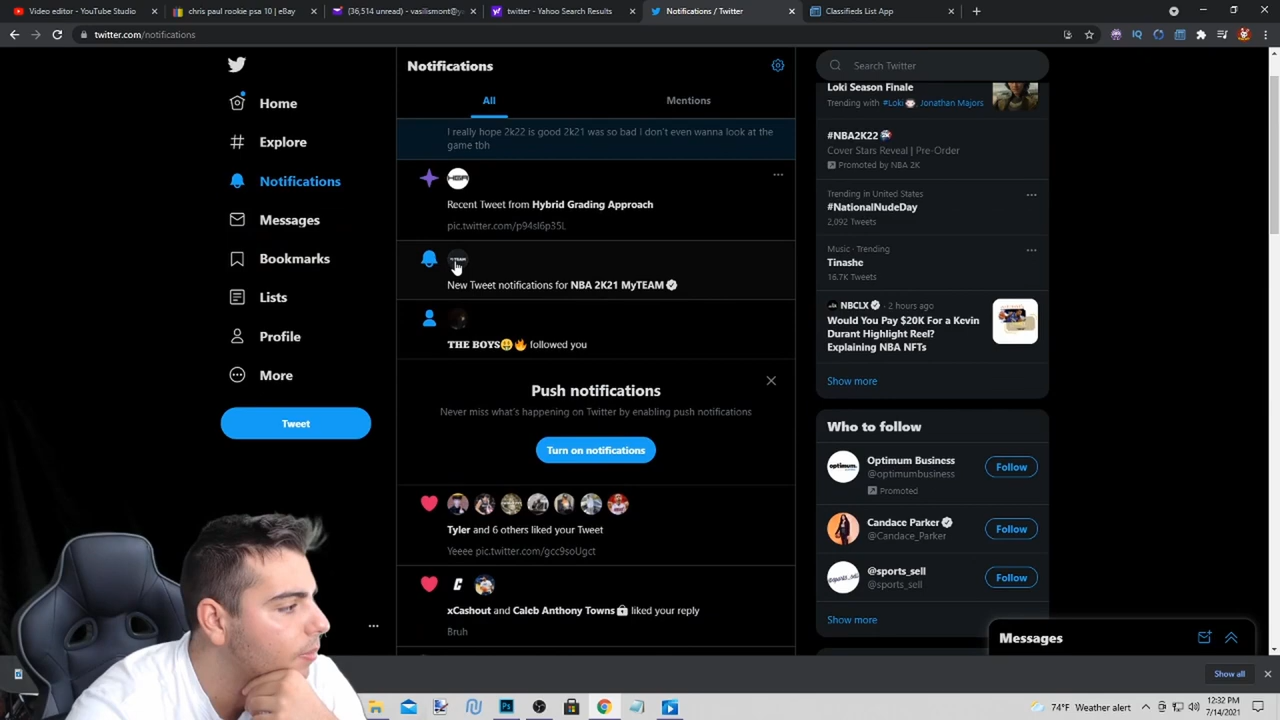 Video editor - YouTube Studio
chris paul rookie psa 10 | eBay
(36,514 unread) - vasilismont@y
twitter - Yahoo Search Results
Notifications / Twitter
Classifieds List App
twitter.com/notifications
Home
Explore
Notifications
Messages
Bookmarks
Lists
Profile
More
Tweet
Notifications
All
Mentions
I really hope 2k22 is good 2k21 was so bad I don't even wanna look at the
game tbh
HGA
Recent Tweet from Hybrid Grading Approach
pic.twitter.com/p94sI6p35L
New Tweet notifications for NBA 2K21 MyTEAM
THE BOYS followed you
Push notifications
Never miss what's happening on Twitter by enabling push notifications
Turn on notifications
Tyler and 6 others liked your Tweet
Yeeee pic.twitter.com/gcc9soUgct
xCashout and Caleb Anthony Towns liked your reply
Bruh
Search Twitter
Loki Season Finale
Trending with #Loki Jonathan Majors
#NBA2K22
Cover Stars Reveal | Pre-Order
Promoted by NBA 2K
Trending in United States
#NationalNudeDay
2,092 Tweets
Music · Trending
Tinashe
16.7K Tweets
NBCLX · 2 hours ago
Would You Pay $20K For a Kevin
Durant Highlight Reel?
Explaining NBA NFTs
Show more
Who to follow
optimum.
Optimum Business
@optimumbusiness
Promoted
Follow
Candace Parker
@Candace_Parker
Follow
@sports_sell
@sports_sell
Follow
Show more
Messages
Show all
74°F
12:32 PM
7/14/2021